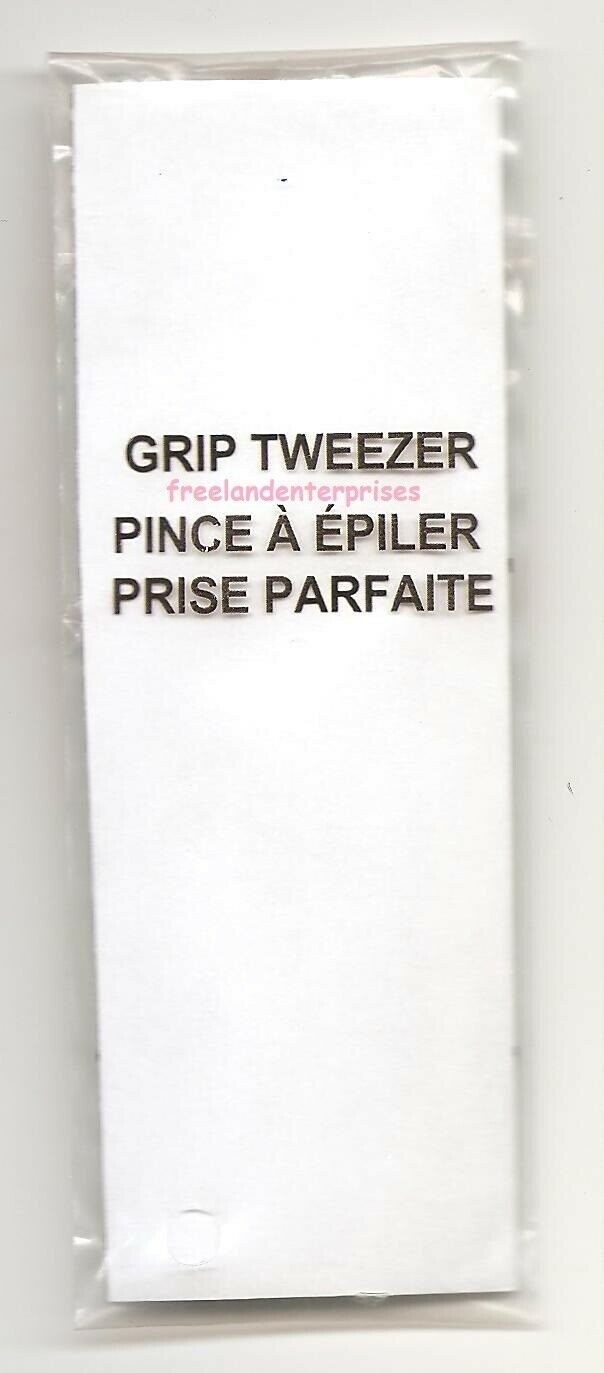 GRIP TWEEZER
freelandenterprises
PINCE À ÉPILER
PRISE PARFAITE